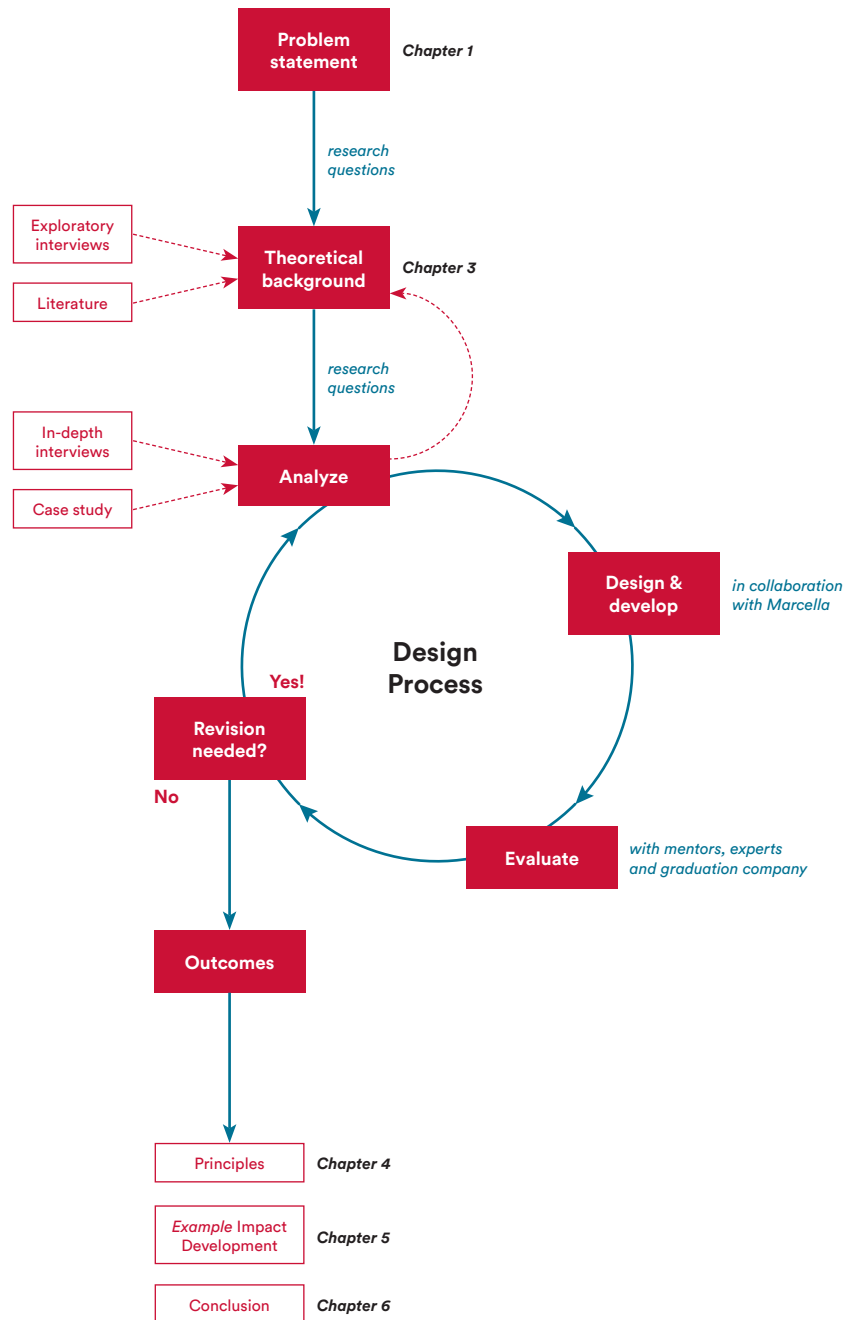 Problem
statement
Chapter 1
research
questions
Exploratory
interviews
Literature
Theoretical
background
Chapter 3
research
questions
In-depth
interviews
Case study
Analyze
Design &
develop
in collaboration
with Marcella
Design
Process
Yes!
Revision
needed?
No
Evaluate
with mentors, experts
and graduation company
Outcomes
Principles
Chapter 4
Example Impact
Development
Chapter 5
Conclusion
Chapter 6